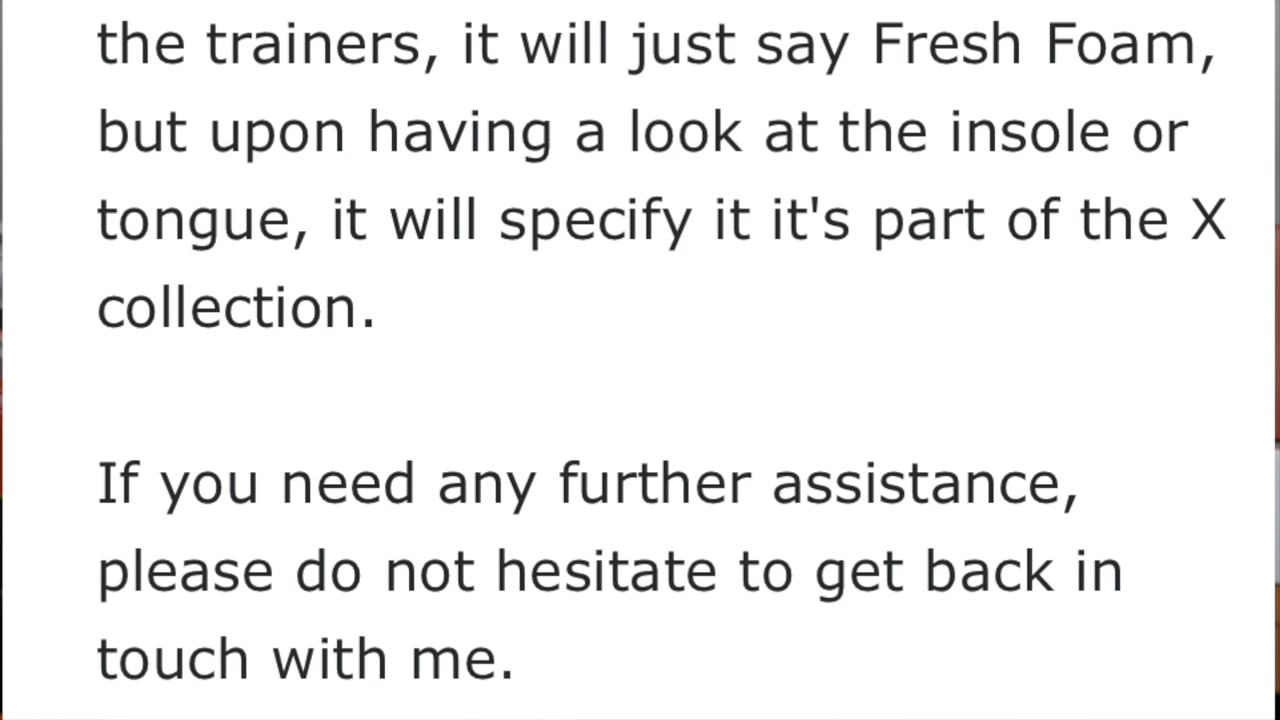 the trainers, it will just say Fresh Foam,
but upon having a look at the insole or
tongue, it will specify it it's part of the X
collection.
If you need any further assistance,
please do not hesitate to get back in
touch with me.